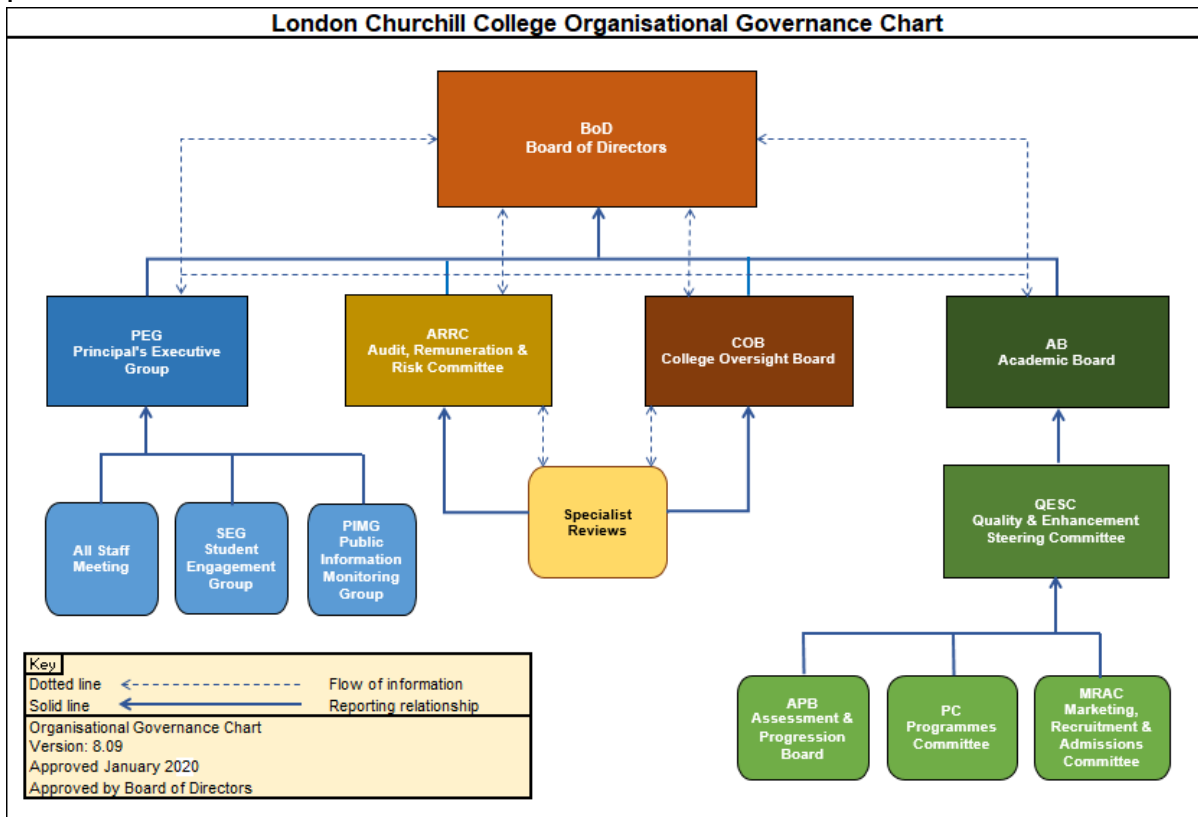 London Churchill College Organisational Governance Chart
BoD
Board of Directors
PEG
Principal's Executive
Group
ARRC
Audit, Remuneration &
Risk Committee
COB
College Oversight Board
AB
Academic Board
All Staff
Meeting
SEG
Student
Engagement
Group
PIMG
Public
Information
Monitoring
Group
Specialist
Reviews
QESC
Quality & Enhancement
Steering Committee
APB
Assessment &
Progression
Board
PC
Programmes
Committee
MRAC
Marketing,
Recruitment &
Admissions
Committee
Key
Dotted line Flow of information
Solid line Reporting relationship
Organisational Governance Chart
Version: 8.09
Approved January 2020
Approved by Board of Directors